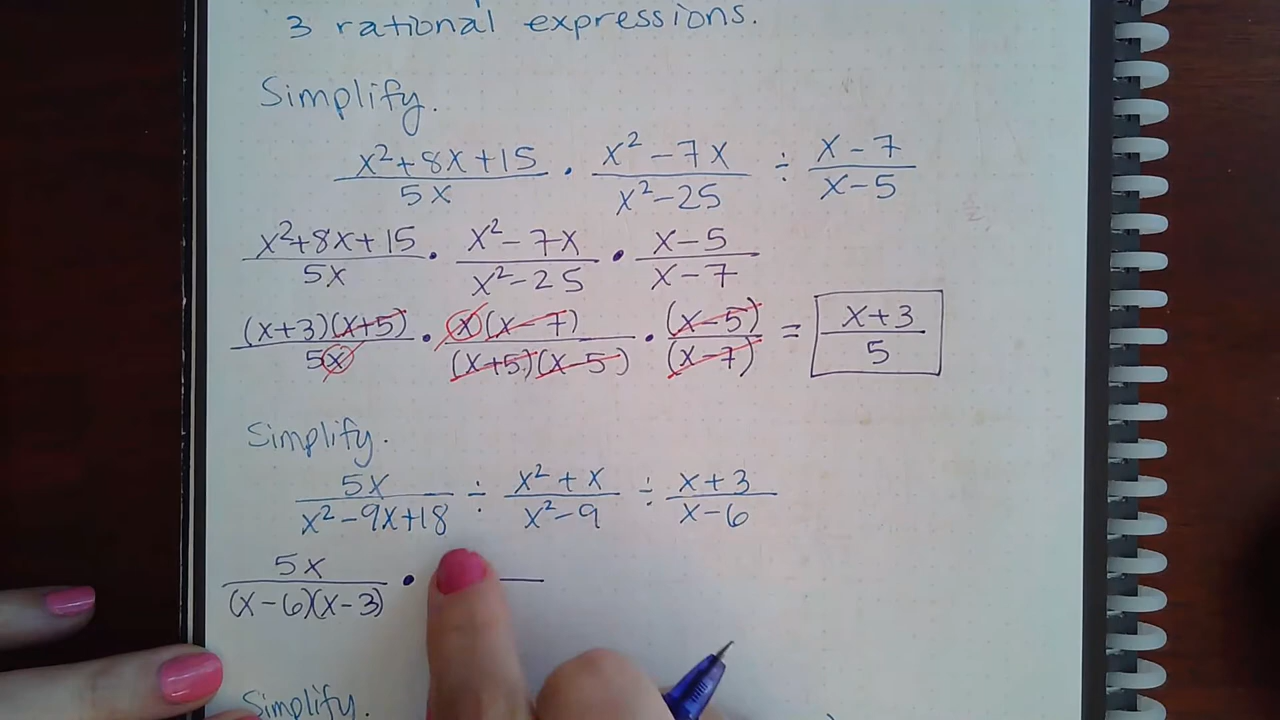 3 rational expressions.
Simplify.
x²+8x+15/5x · x²-7x/x²-25 ÷ x-7/x-5
x²+8x+15/5x · x²-7x/x²-25 · x-5/x-7
(x+3)(x+5)/5x · x(x-7)/(x+5)(x-5) · (x-5)/(x-7) = x+3/5
Simplify.
5x/x²-9x+18 ÷ x²+x/x²-9 ÷ x+3/x-6
5x/(x-6)(x-3) ·
Simplify.